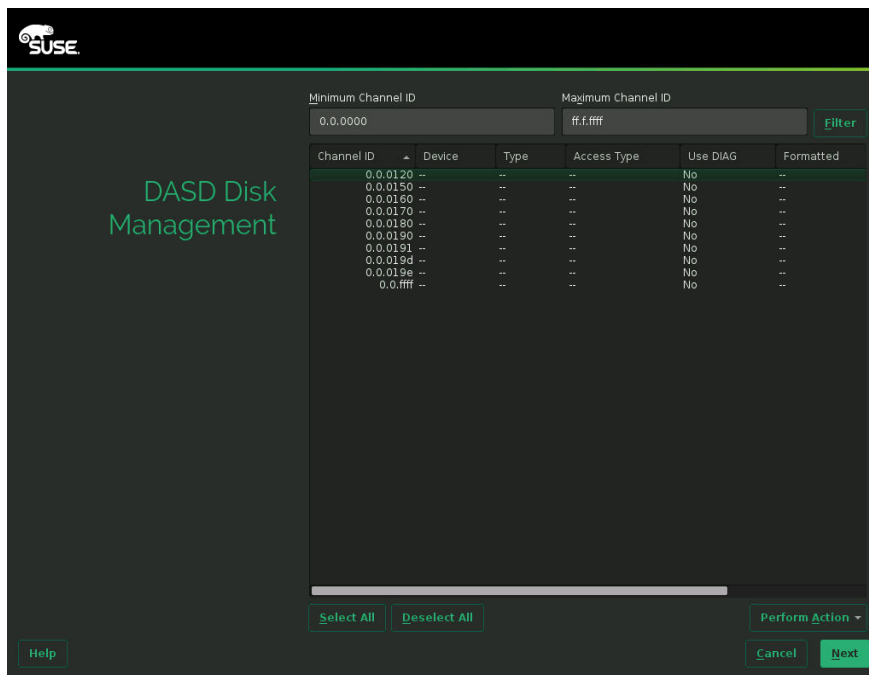 SUSE.
Minimum Channel ID Maximum Channel ID
0.0.0000 ff.f.ffff Filter
Channel ID Device Type Access Type Use DIAG Formatted
0.0.0120 -- -- -- No --
0.0.0150 -- -- -- No --
0.0.0160 -- -- -- No --
0.0.0170 -- -- -- No --
0.0.0180 -- -- -- No --
0.0.0190 -- -- -- No --
0.0.0191 -- -- -- No --
0.0.019d -- -- -- No --
0.0.019e -- -- -- No --
0.0.ffff -- -- -- No --
DASD Disk
Management
Select All Deselect All Perform Action
Help Cancel Next